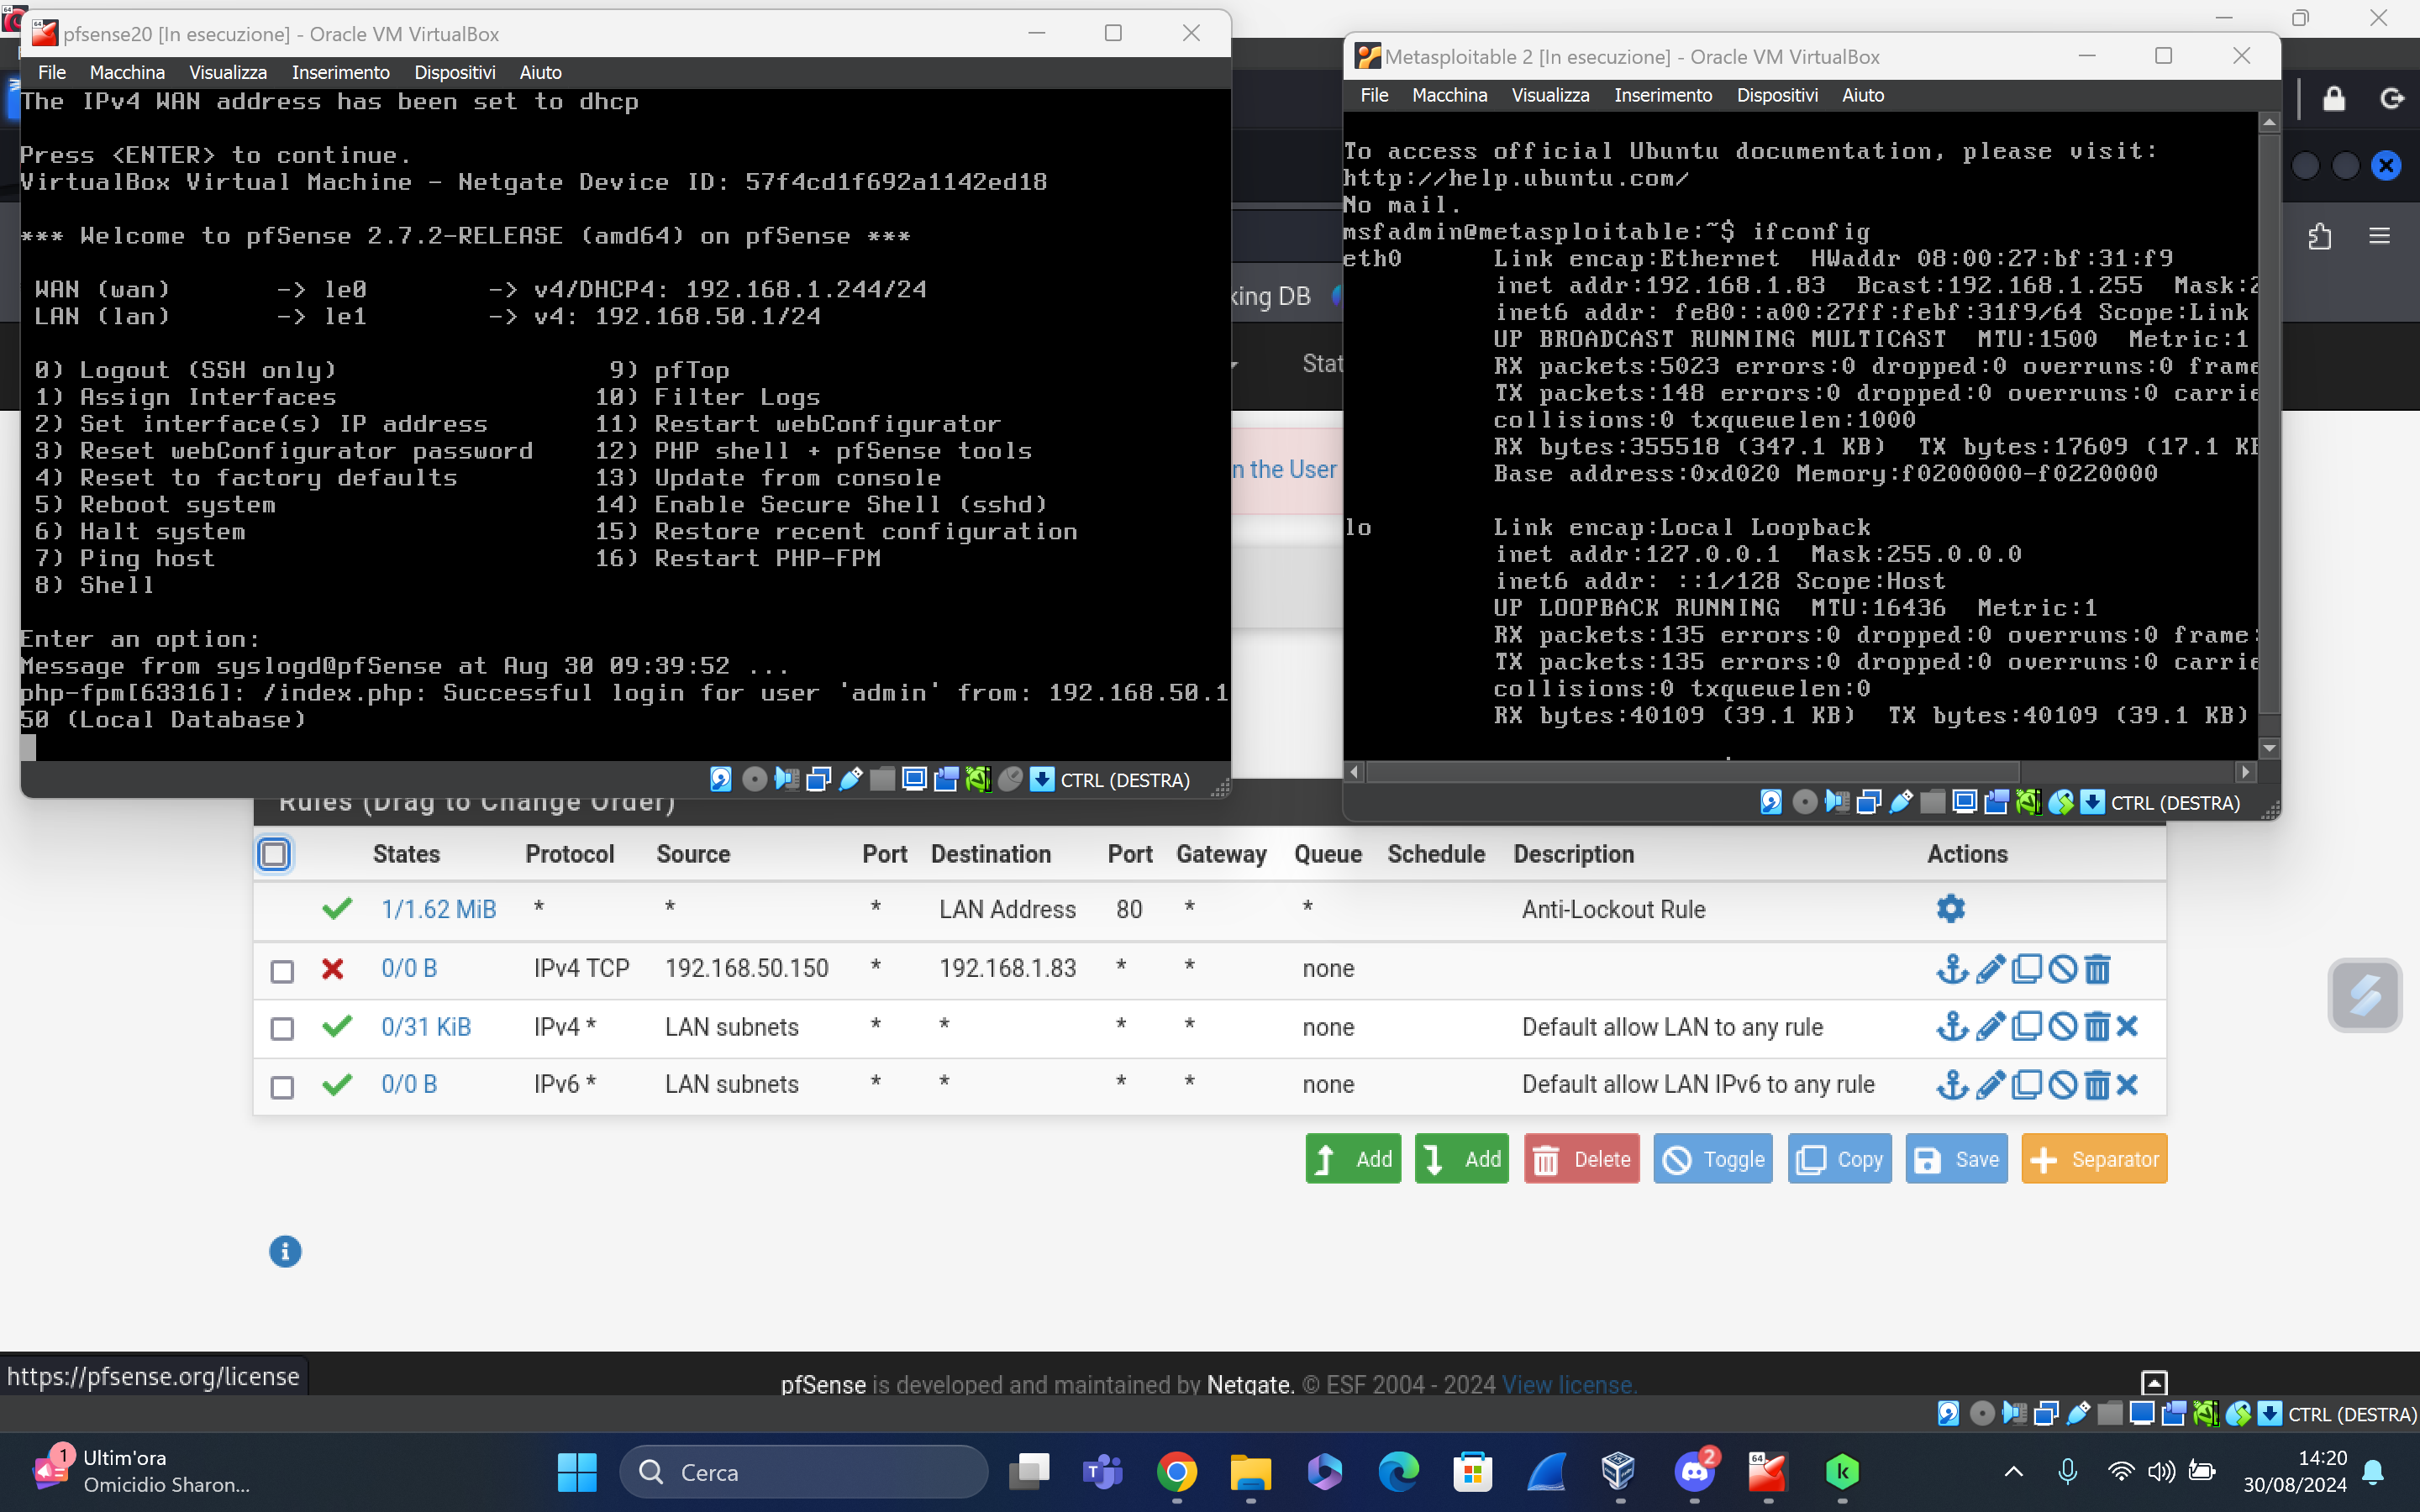 pfsense20 [In esecuzione] - Oracle VM VirtualBox
File Macchina Visualizza Inserimento Dispositivi Aiuto
The IPv4 WAN address has been set to dhcp
Press <ENTER> to continue.
VirtualBox Virtual Machine - Netgate Device ID: 57f4cd1f692a1142ed18
*** Welcome to pfSense 2.7.2-RELEASE (amd64) on pfSense ***
WAN (wan) -> le0 -> v4/DHCP4: 192.168.1.244/24
LAN (lan) -> le1 -> v4: 192.168.50.1/24
0) Logout (SSH only) 9) pfTop
1) Assign Interfaces 10) Filter Logs
2) Set interface(s) IP address 11) Restart webConfigurator
3) Reset webConfigurator password 12) PHP shell + pfSense tools
4) Reset to factory defaults 13) Update from console
5) Reboot system 14) Enable Secure Shell (sshd)
6) Halt system 15) Restore recent configuration
7) Ping host 16) Restart PHP-FPM
8) Shell
Enter an option:
Message from syslogd@pfSense at Aug 30 09:39:52 ...
php-fpm[63316]: /index.php: Successful login for user 'admin' from: 192.168.50.1
50 (Local Database)
CTRL (DESTRA)
Metasploitable 2 [In esecuzione] - Oracle VM VirtualBox
File Macchina Visualizza Inserimento Dispositivi Aiuto
To access official Ubuntu documentation, please visit:
http://help.ubuntu.com/
No mail.
msfadmin@metasploitable:~$ ifconfig
eth0 Link encap:Ethernet HWaddr 08:00:27:bf:31:f9
inet addr:192.168.1.83 Bcast:192.168.1.255 Mask:2
inet6 addr: fe80::a00:27ff:febf:31f9/64 Scope:Link
UP BROADCAST RUNNING MULTICAST MTU:1500 Metric:1
RX packets:5023 errors:0 dropped:0 overruns:0 frame
TX packets:148 errors:0 dropped:0 overruns:0 carrie
collisions:0 txqueuelen:1000
RX bytes:355518 (347.1 KB) TX bytes:17609 (17.1 KB
Base address:0xd020 Memory:f0200000-f0220000
lo Link encap:Local Loopback
inet addr:127.0.0.1 Mask:255.0.0.0
inet6 addr: ::1/128 Scope:Host
UP LOOPBACK RUNNING MTU:16436 Metric:1
RX packets:135 errors:0 dropped:0 overruns:0 frame:
TX packets:135 errors:0 dropped:0 overruns:0 carrie
collisions:0 txqueuelen:0
RX bytes:40109 (39.1 KB) TX bytes:40109 (39.1 KB)
CTRL (DESTRA)
king DB
Stat
n the User
Rules (Drag to Change Order)
States Protocol Source Port Destination Port Gateway Queue Schedule Description Actions
1/1.62 MiB * * * LAN Address 80 * * Anti-Lockout Rule
0/0 B IPv4 TCP 192.168.50.150 * 192.168.1.83 * * none
0/31 KiB IPv4 * LAN subnets * * * * none Default allow LAN to any rule
0/0 B IPv6 * LAN subnets * * * * none Default allow LAN IPv6 to any rule
Add Add Delete Toggle Copy Save Separator
https://pfsense.org/license
pfSense is developed and maintained by Netgate. © ESF 2004 - 2024 View license.
CTRL (DESTRA)
1 Ultim'ora
Omicidio Sharon...
Cerca
2
64
14:20
30/08/2024